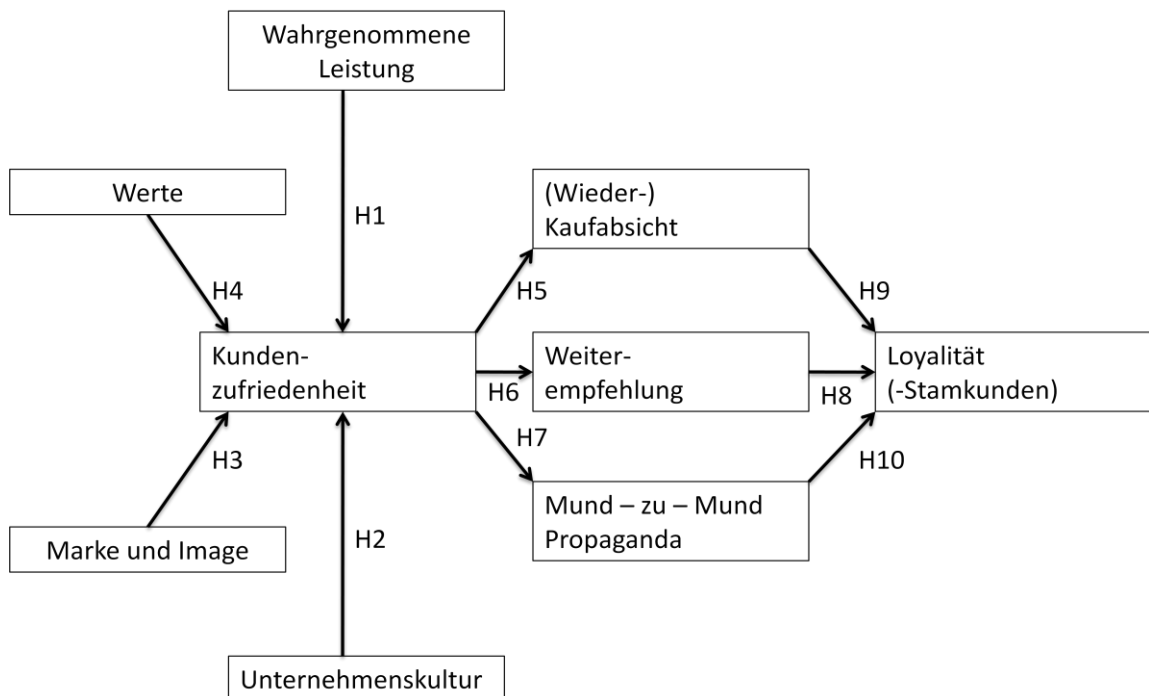 Wahrgenommene
Leistung
Werte
H1
H4
(Wieder-)
Kaufabsicht
H5
H9
Kunden-
zufriedenheit
H6
Weiter-
empfehlung
H8
Loyalität
(-Stamkunden)
H3
H7
H10
Marke und Image
H2
Mund – zu – Mund
Propaganda
Unternehmenskultur